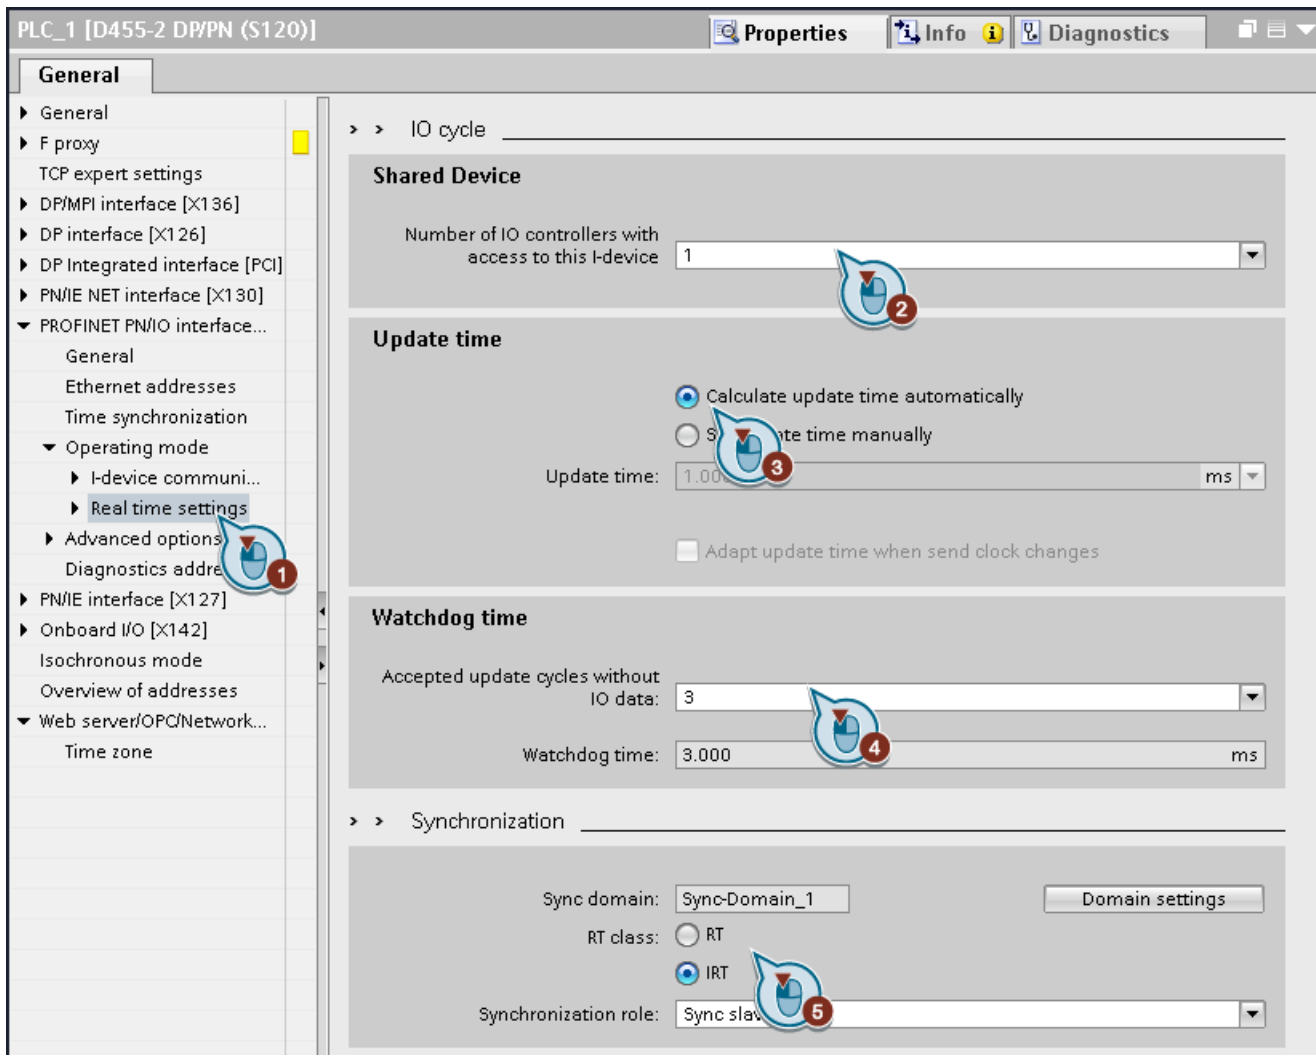 PLC_1 [D455-2 DP/PN (S120)]
Properties
Info
Diagnostics
General
General
F proxy
TCP expert settings
DP/MPI interface [X136]
DP interface [X126]
DP Integrated interface [PCI]
PN/IE NET interface [X130]
PROFINET PN/IO interface...
General
Ethernet addresses
Time synchronization
Operating mode
I-device communi...
Real time settings
Advanced options
Diagnostics addre
1
PN/IE interface [X127]
Onboard I/O [X142]
Isochronous mode
Overview of addresses
Web server/OPC/Network...
Time zone
> > IO cycle
Shared Device
Number of IO controllers with
access to this I-device
1
2
Update time
Calculate update time automatically
time manually
3
Update time:
1.00
ms
Adapt update time when send clock changes
Watchdog time
Accepted update cycles without
IO data:
3
4
Watchdog time:
3.000
ms
> > Synchronization
Sync domain:
Sync-Domain_1
Domain settings
RT class:
RT
IRT
5
Synchronization role:
Sync